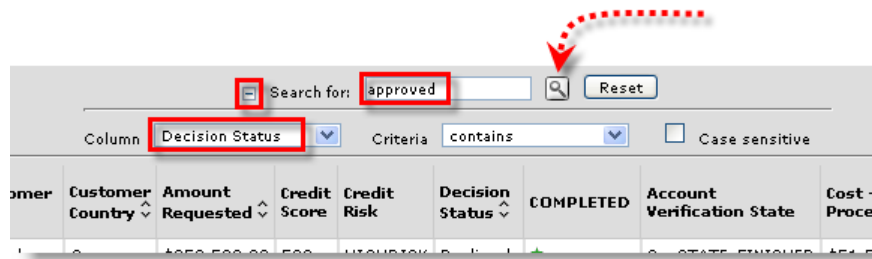 Search for: approved Reset
Column Decision Status Criteria contains Case sensitive
omer Customer Country Amount Requested Credit Score Credit Risk Decision Status COMPLETED Account Verification State Cost - Proce